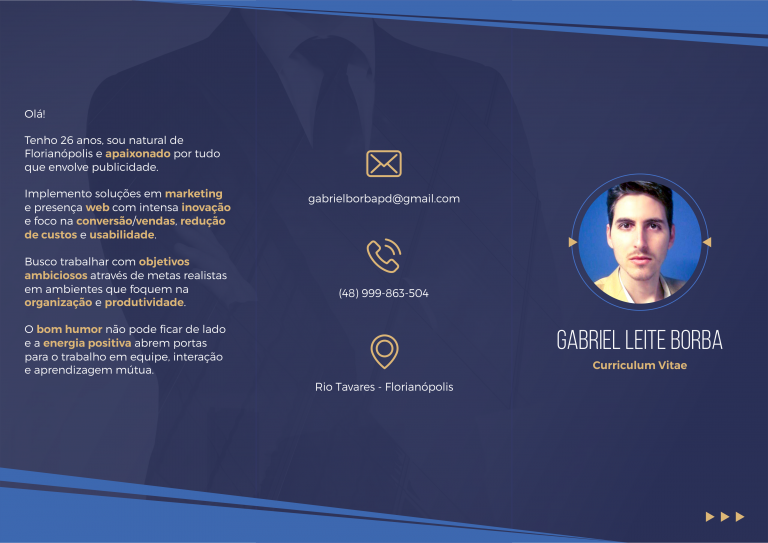 Olá!
Tenho 26 anos, sou natural de
Florianópolis e apaixonado por tudo
que envolve publicidade.
Implemento soluções em marketing
e presença web com intensa inovação
e foco na conversão/vendas, redução
de custos e usabilidade.
Busco trabalhar com objetivos
ambiciosos através de metas realistas
em ambientes que foquem na
organização e produtividade.
O bom humor não pode ficar de lado
e a energia positiva abrem portas
para o trabalho em equipe, interação
e aprendizagem mútua.
gabrielborbapd@gmail.com
(48) 999-863-504
Rio Tavares - Florianópolis
GABRIEL LEITE BORBA
Curriculum Vitae